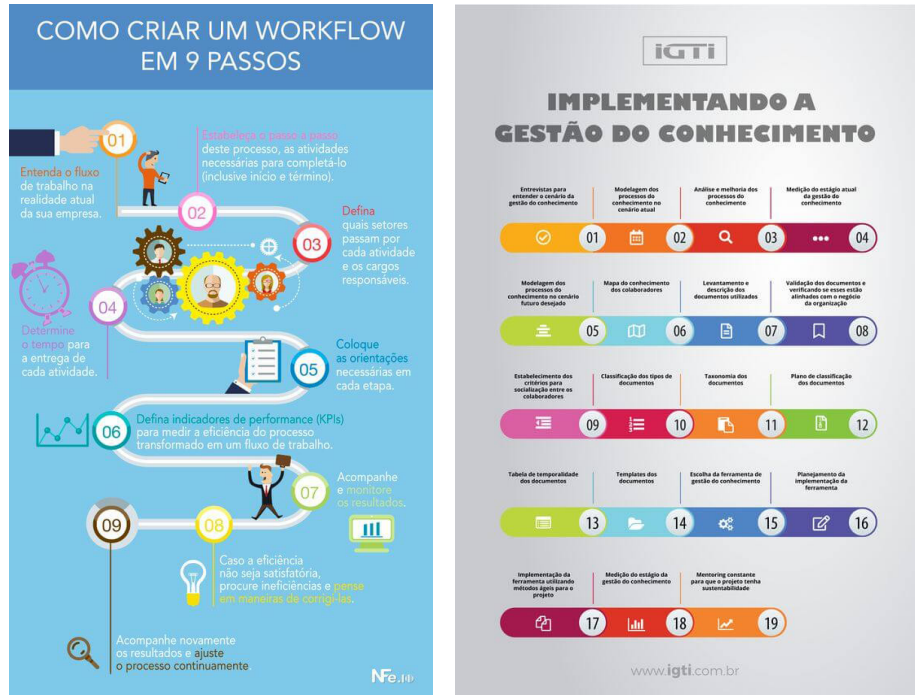 COMO CRIAR UM WORKFLOW
EM 9 PASSOS
01
Entenda o fluxo
de trabalho na
realidade atual
da sua empresa.
Estabeleça o passo a passo
deste processo, as atividades
necessárias para completá-lo
(inclusive início e término).
02
Defina
quais setores
passam por
cada atividade
e os cargos
responsáveis.
03
04
Determine
o tempo para
a entrega de
cada atividade.
Coloque
as orientações
necessárias em
cada etapa.
05
06
Defina indicadores de performance (KPIs)
para medir a eficiência do processo
transformado em um fluxo de trabalho.
07
Acompanhe
e monitore
os resultados.
08
Caso a eficiência
não seja satisfatória,
procure ineficiências e pense
em maneiras de corrigi-las.
09
Acompanhe novamente
os resultados e ajuste
o processo continuamente
NFe.io
iGTi
IMPLEMENTANDO A
GESTÃO DO CONHECIMENTO
Entrevistas para
entender o cenário da
gestão do conhecimento
01
Modelagem dos
processos do
conhecimento no
cenário atual
02
Análise e melhoria dos
processos do
conhecimento
03
Medição do estágio atual
da gestão do
conhecimento
04
Modelagem dos
processos do
conhecimento no cenário
futuro desejado
05
Mapa do conhecimento
dos colaboradores
06
Levantamento e
descrição dos
documentos utilizados
07
Validação dos documentos e
verificando se esses estão
alinhados com o negócio
da organização
08
Estabelecimento dos
critérios para
socialização entre os
colaboradores
09
Classificação dos tipos de
documentos
10
Taxonomia dos
documentos
11
Plano de classificação
dos documentos
12
Tabela de temporalidade
dos documentos
13
Templates dos
documentos
14
Escolha da ferramenta de
gestão do conhecimento
15
Planejamento da
implementação da
ferramenta
16
Implementação da
ferramenta utilizando
métodos ágeis para o
projeto
17
Medição do estágio da
gestão do conhecimento
18
Mentoring constante
para que o projeto tenha
sustentabilidade
19
www.igti.com.br